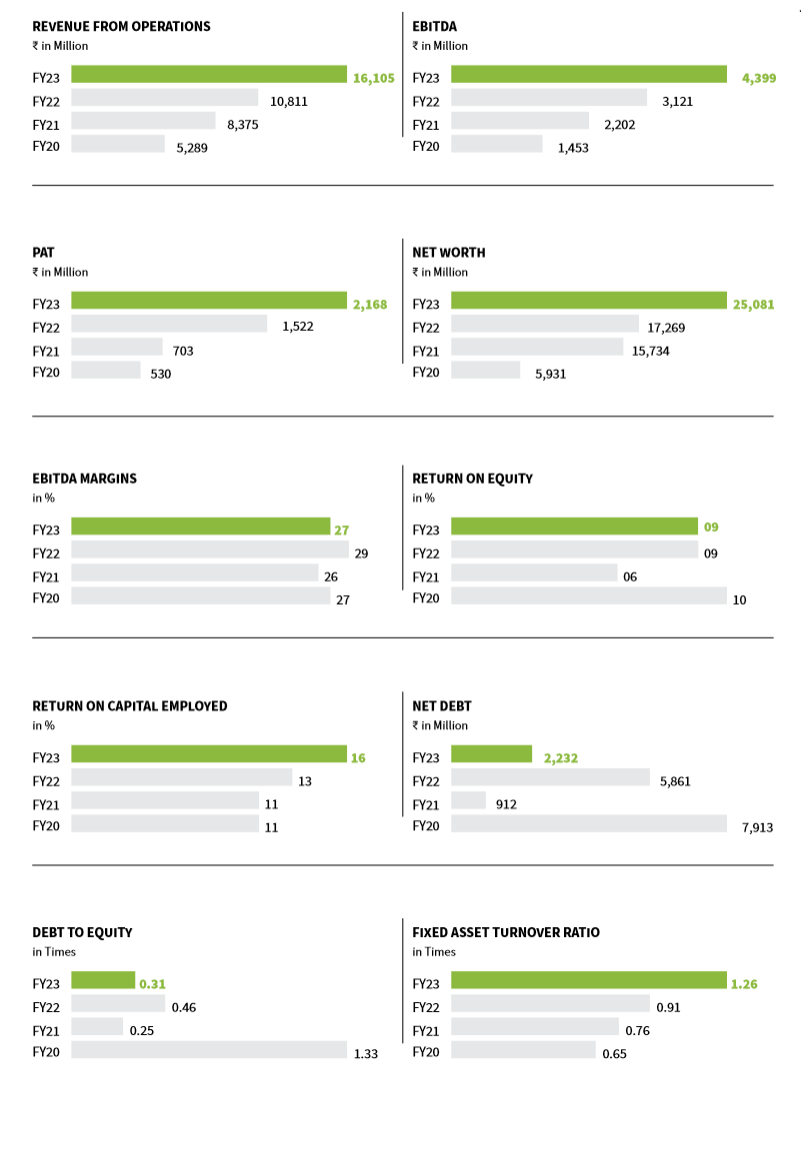 REVENUE FROM OPERATIONS
₹ in Million
FY23 16,105
FY22 10,811
FY21 8,375
FY20 5,289
EBITDA
₹ in Million
FY23 4,399
FY22 3,121
FY21 2,202
FY20 1,453
PAT
₹ in Million
FY23 2,168
FY22 1,522
FY21 703
FY20 530
NET WORTH
₹ in Million
FY23 25,081
FY22 17,269
FY21 15,734
FY20 5,931
EBITDA MARGINS
in %
FY23 27
FY22 29
FY21 26
FY20 27
RETURN ON EQUITY
in %
FY23 09
FY22 09
FY21 06
FY20 10
RETURN ON CAPITAL EMPLOYED
in %
FY23 16
FY22 13
FY21 11
FY20 11
NET DEBT
₹ in Million
FY23 2,232
FY22 5,861
FY21 912
FY20 7,913
DEBT TO EQUITY
in Times
FY23 0.31
FY22 0.46
FY21 0.25
FY20 1.33
FIXED ASSET TURNOVER RATIO
in Times
FY23 1.26
FY22 0.91
FY21 0.76
FY20 0.65